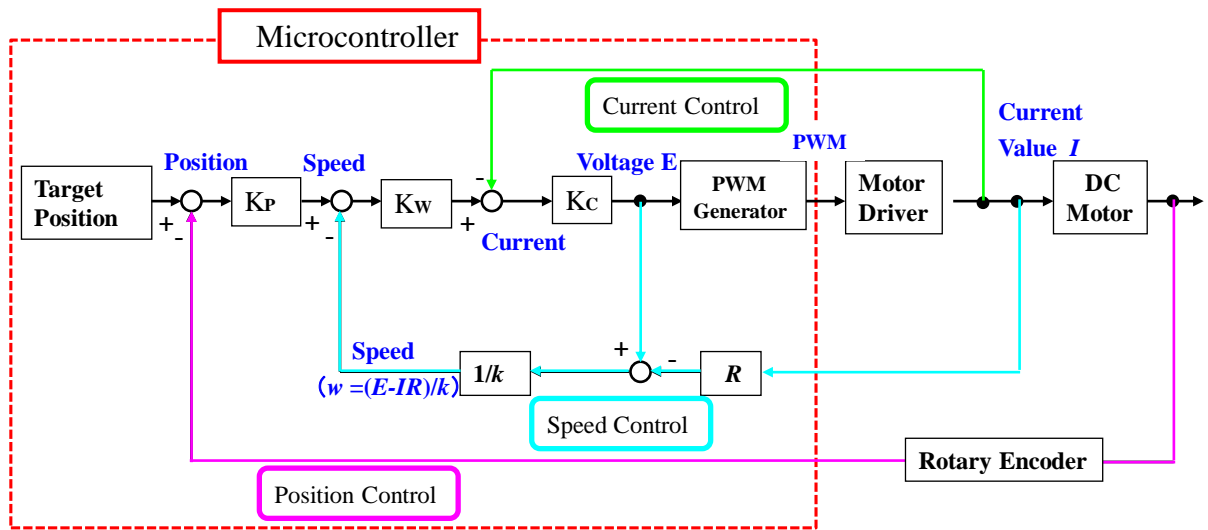 Microcontroller
Current Control
Current
Value I
PWM
Position
Speed
Voltage E
Target
Position
KP
KW
KC
PWM
Generator
Motor
Driver
DC
Motor
+
-
+
-
+
-
Current
Speed
(w =(E-IR)/k)
1/k
+
-
R
Speed Control
Rotary Encoder
Position Control